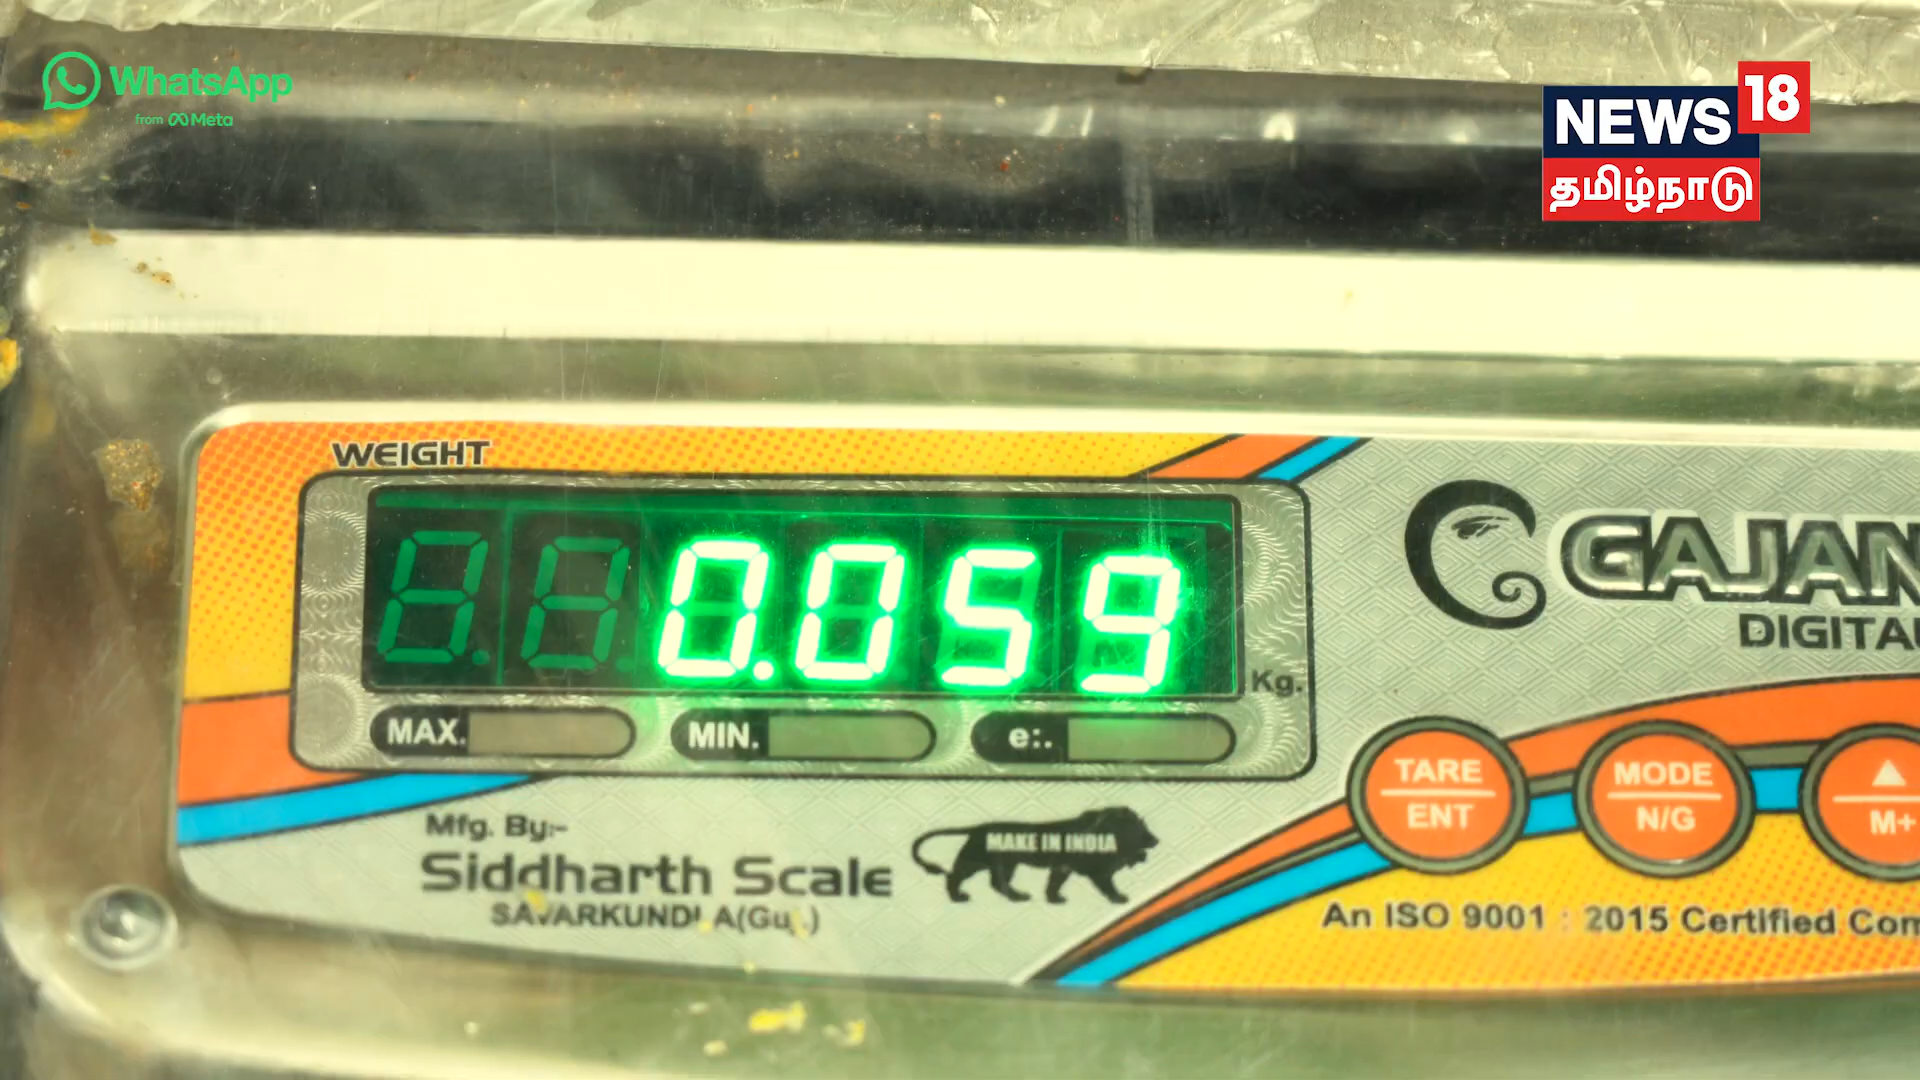 WhatsApp
from Meta
NEWS 18
தமிழ்நாடு
WEIGHT
0.059
Kg.
MAX.
MIN.
e:.
GAJAN
DIGITA
TARE
ENT
MODE
N/G
M+
Mfg. By:-
Siddharth Scale
MAKE IN INDIA
An ISO 9001 : 2015 Certified Com